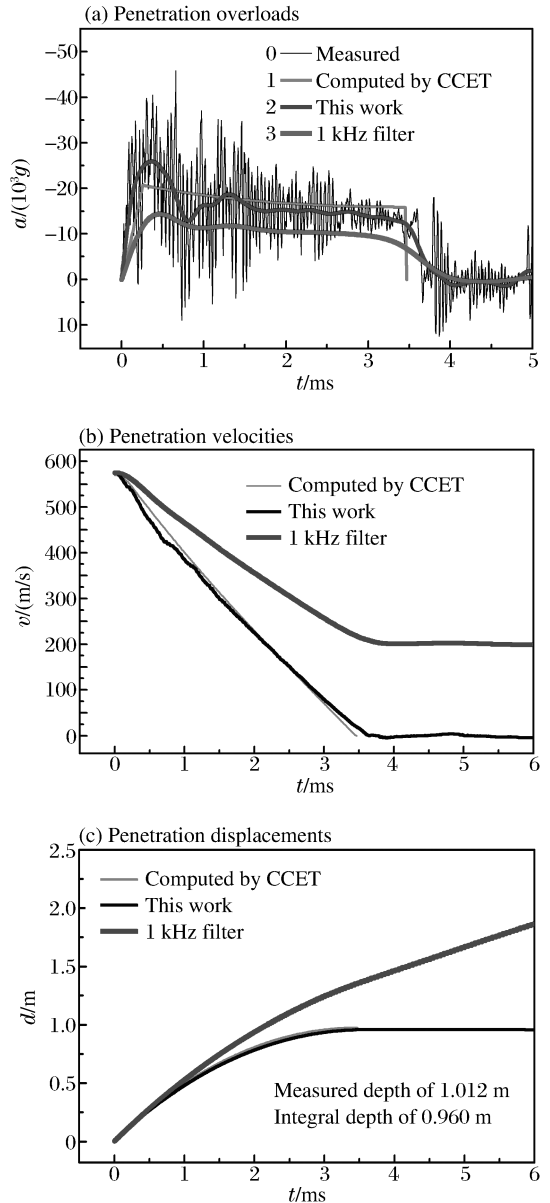 (a) Penetration overloads
−50
−40
−30
−20
−10
0
10
a/(10³g)
0 Measured
1 Computed by CCET
2 This work
3 1 kHz filter
0 1 2 3 4 5
t/ms
(b) Penetration velocities
600
500
400
300
200
100
0
v/(m/s)
Computed by CCET
This work
1 kHz filter
0 1 2 3 4 5 6
t/ms
(c) Penetration displacements
2.5
2.0
1.5
1.0
0.5
0
d/m
Computed by CCET
This work
1 kHz filter
Measured depth of 1.012 m
Integral depth of 0.960 m
0 1 2 3 4 5 6
t/ms